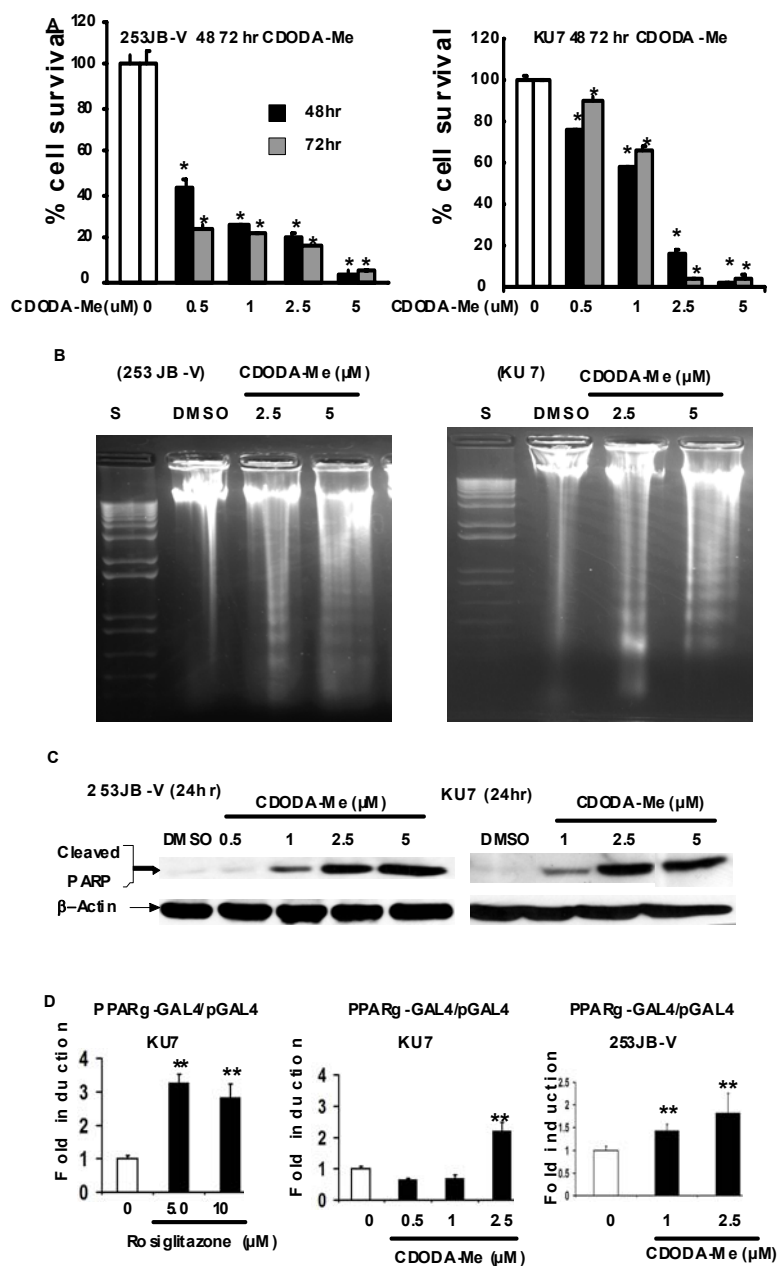 A
253JB-V 48 72 hr CDODA-Me
% cell survival
120
100
80
60
40
20
0
48hr
72hr
*
*
*
*
*
*
* *
CDODA-Me(uM) 0 0.5 1 2.5 5
KU7 48 72 hr CDODA-Me
% cell survival
120
100
80
60
40
20
0
*
*
* *
*
*
* *
CDODA-Me(uM) 0 0.5 1 2.5 5
B
(253 JB-V) CDODA-Me (µM)
S DMSO 2.5 5
(KU 7) CDODA-Me (µM)
S DMSO 2.5 5
C
253JB-V (24hr) CDODA-Me (µM)
DMSO 0.5 1 2.5 5
KU7 (24hr) CDODA-Me (µM)
DMSO 1 2.5 5
Cleaved
PARP
β-Actin
D
PPARg-GAL4/pGAL4
KU7
Fold induction
4
3
2
1
0
**
**
0 5.0 10
Rosiglitazone (µM)
PPARg-GAL4/pGAL4
KU7
Fold induction
4
3
2
1
0
**
0 0.5 1 2.5
CDODA-Me (µM)
PPARg-GAL4/pGAL4
253JB-V
Fold induction
2.5
2
1.5
1
0.5
0
**
**
0 1 2.5
CDODA-Me (µM)